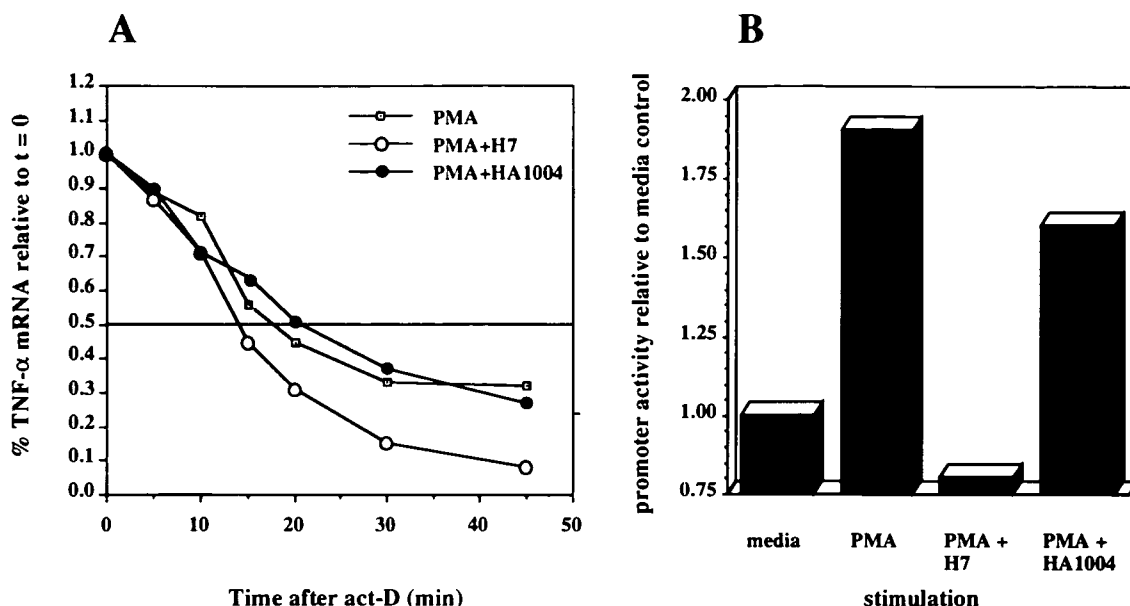 A
% TNF-α mRNA relative to t = 0
1.2
1.1
1.0
0.9
0.8
0.7
0.6
0.5
0.4
0.3
0.2
0.1
0.0
PMA
PMA+H7
PMA+HA1004
0 10 20 30 40 50
Time after act-D (min)
B
promoter activity relative to media control
2.00
1.75
1.50
1.25
1.00
0.75
media PMA PMA + PMA +
H7 HA1004
stimulation